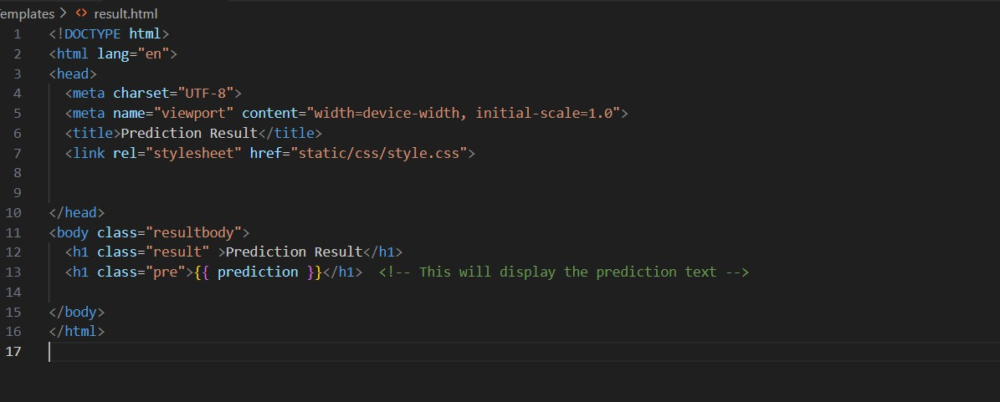 emplates > <> result.html
1 <!DOCTYPE html>
2 <html lang="en">
3 <head>
4   <meta charset="UTF-8">
5   <meta name="viewport" content="width=device-width, initial-scale=1.0">
6   <title>Prediction Result</title>
7   <link rel="stylesheet" href="static/css/style.css">
8
9
10 </head>
11 <body class="resultbody">
12   <h1 class="result" >Prediction Result</h1>
13   <h1 class="pre">{{ prediction }}</h1>  <!-- This will display the prediction text -->
14
15 </body>
16 </html>
17